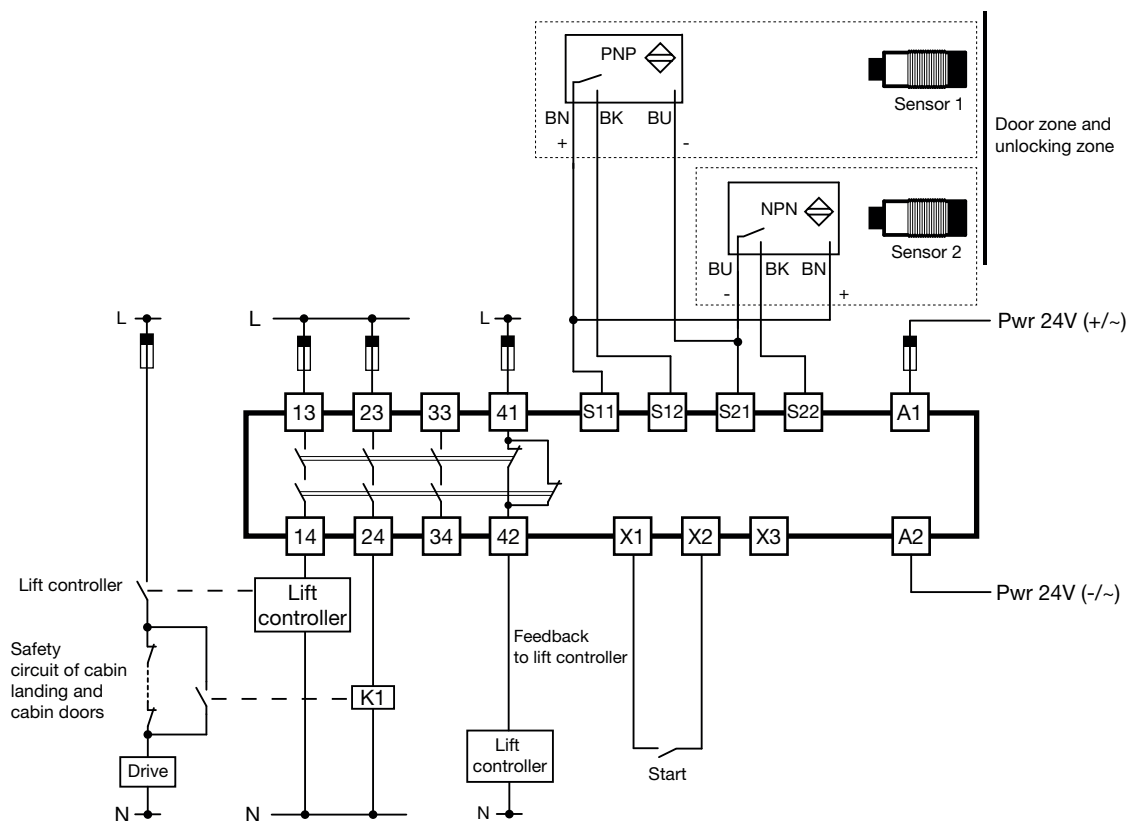 PNP
BN
BK
BU
+
-
Sensor 1
Door zone and
unlocking zone
NPN
BU
BK
BN
-
+
Sensor 2
L
L
L
Pwr 24V (+/~)
13
23
33
41
S11
S12
S21
S22
A1
14
24
34
42
X1
X2
X3
A2
Lift controller
Lift
controller
Pwr 24V (-/~)
Safety
circuit of cabin
landing and
cabin doors
Feedback
to lift controller
K1
Drive
Lift
controller
Start
N
N
N